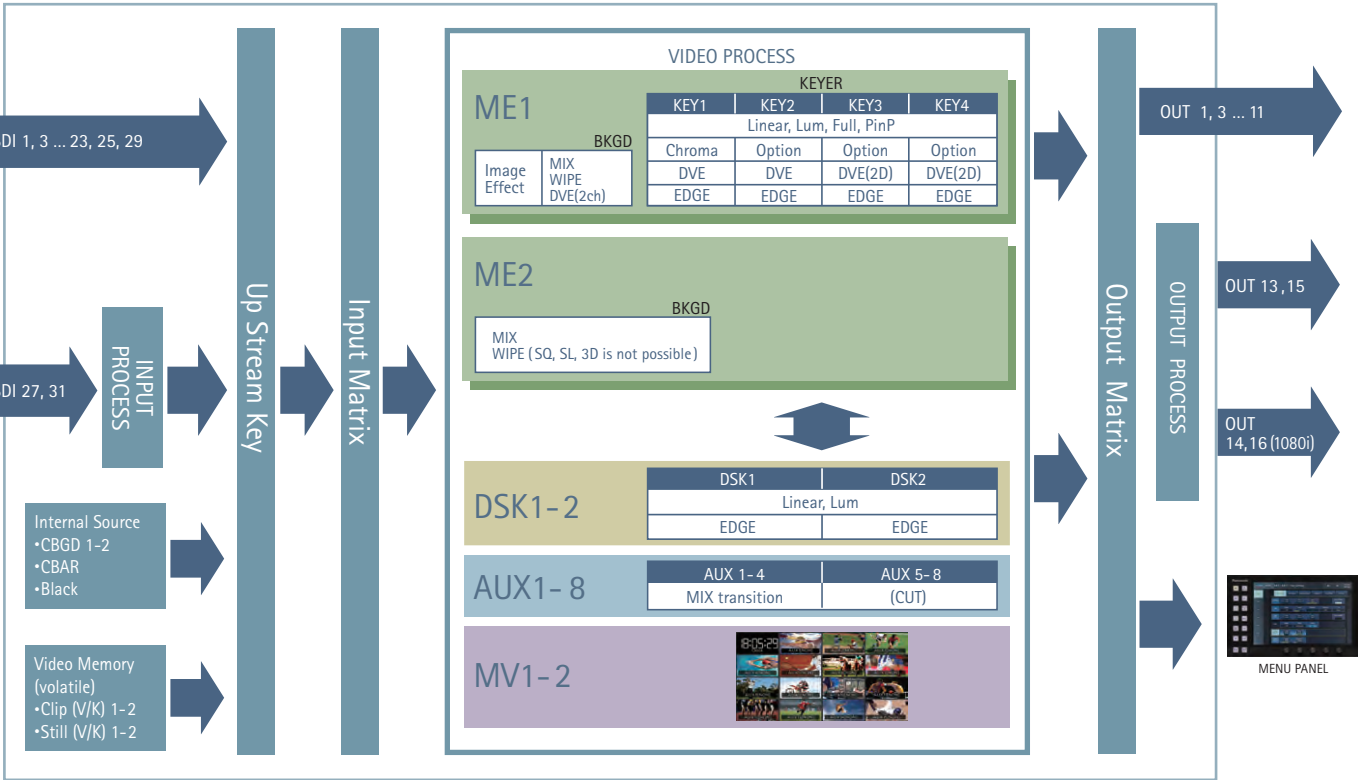 DI 1, 3 ... 23, 25, 29
DI 27, 31
INPUT
PROCESS
Internal Source
•CBGD 1-2
•CBAR
•Black
Video Memory
(volatile)
•Clip (V/K) 1-2
•Still (V/K) 1-2
Up Stream Key
Input Matrix
VIDEO PROCESS
ME1
BKGD
Image
Effect
MIX
WIPE
DVE(2ch)
KEYER
KEY1 KEY2 KEY3 KEY4
Linear, Lum, Full, PinP
Chroma Option Option Option
DVE DVE DVE(2D) DVE(2D)
EDGE EDGE EDGE EDGE
ME2
BKGD
MIX
WIPE (SQ, SL, 3D is not possible)
DSK1-2
DSK1 DSK2
Linear, Lum
EDGE EDGE
AUX1-8
AUX 1-4 AUX 5-8
MIX transition (CUT)
MV1-2
18:05:29
Output Matrix
OUTPUT PROCESS
OUT 1, 3 ... 11
OUT 13, 15
OUT
14, 16 (1080i)
MENU PANEL